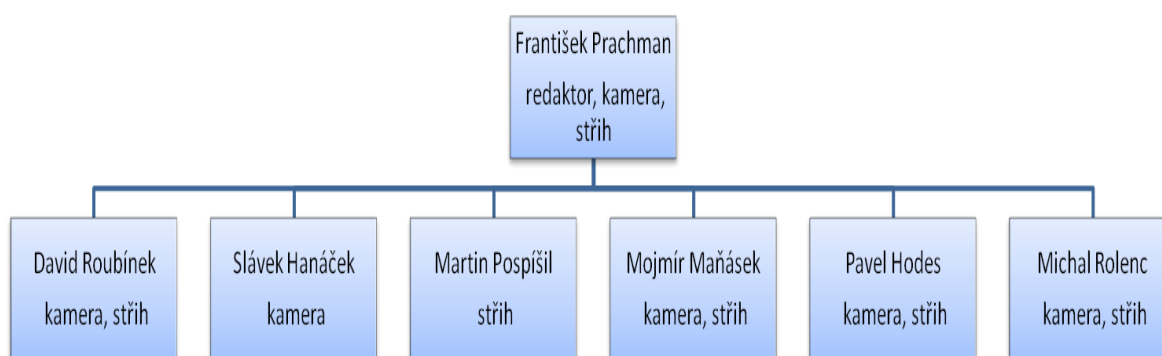 František Prachman
redaktor, kamera,
střih
David Roubínek
kamera, střih
Slávek Hanáček
kamera
Martin Pospíšil
střih
Mojmír Maňásek
kamera, střih
Pavel Hodes
kamera, střih
Michal Rolenc
kamera, střih